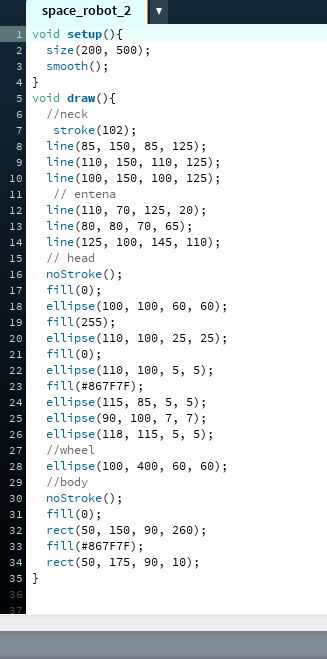 space_robot_2 ▼
1 void setup(){
2   size(200, 500);
3   smooth();
4 }
5 void draw(){
6   //neck
7    stroke(102);
8   line(85, 150, 85, 125);
9   line(110, 150, 110, 125);
10   line(100, 150, 100, 125);
11    // entena
12   line(110, 70, 125, 20);
13   line(80, 80, 70, 65);
14   line(125, 100, 145, 110);
15   // head
16   noStroke();
17   fill(0);
18   ellipse(100, 100, 60, 60);
19   fill(255);
20   ellipse(110, 100, 25, 25);
21   fill(0);
22   ellipse(110, 100, 5, 5);
23   fill(#867F7F);
24   ellipse(115, 85, 5, 5);
25   ellipse(90, 100, 7, 7);
26   ellipse(118, 115, 5, 5);
27   //wheel
28   ellipse(100, 400, 60, 60);
29   //body
30   noStroke();
31   fill(0);
32   rect(50, 150, 90, 260);
33   fill(#867F7F);
34   rect(50, 175, 90, 10);
35 }
36
37